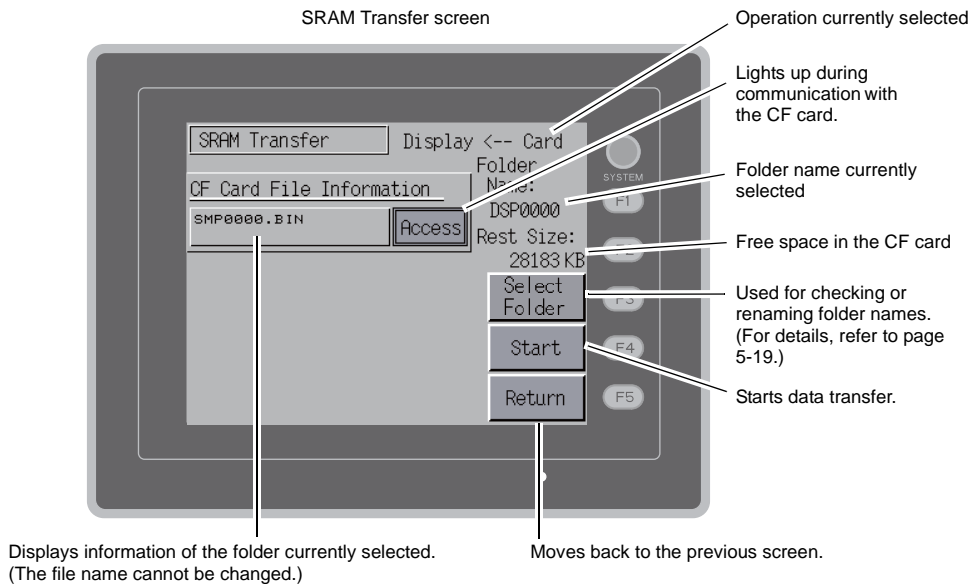 SRAM Transfer screen
Operation currently selected
Lights up during
communication with
the CF card.
Folder name currently
selected
Free space in the CF card
Used for checking or
renaming folder names.
(For details, refer to page
5-19.)
Starts data transfer.
SRAM Transfer
Display <-- Card
Folder
Name:
DSP0000
Rest Size:
28183 KB
CF Card File Information
SMP0000.BIN
Access
Select
Folder
Start
Return
SYSTEM
F1
F3
F4
F5
Displays information of the folder currently selected.
(The file name cannot be changed.)
Moves back to the previous screen.